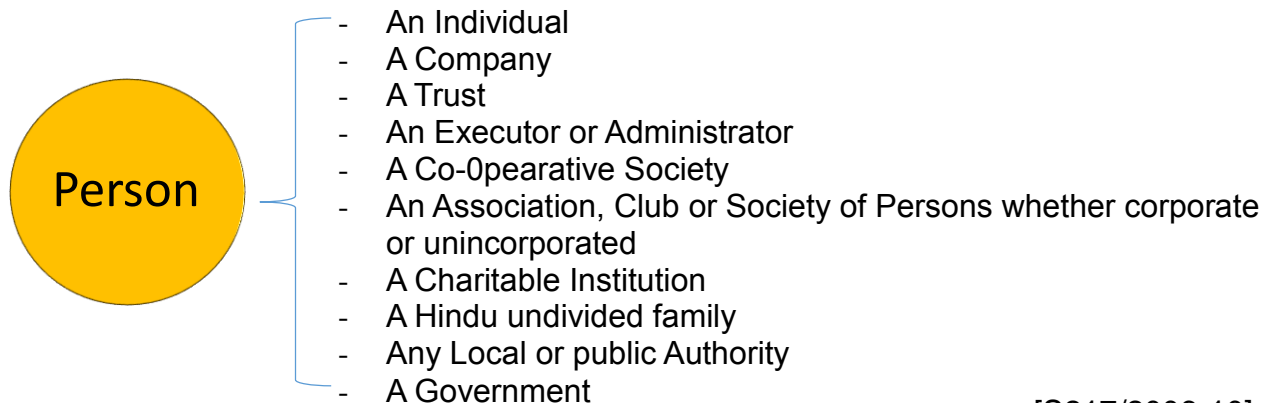 Person
- An Individual
- A Company
- A Trust
- An Executor or Administrator
- A Co-0pearative Society
- An Association, Club or Society of Persons whether corporate
or unincorporated
- A Charitable Institution
- A Hindu undivided family
- Any Local or public Authority
- A Government